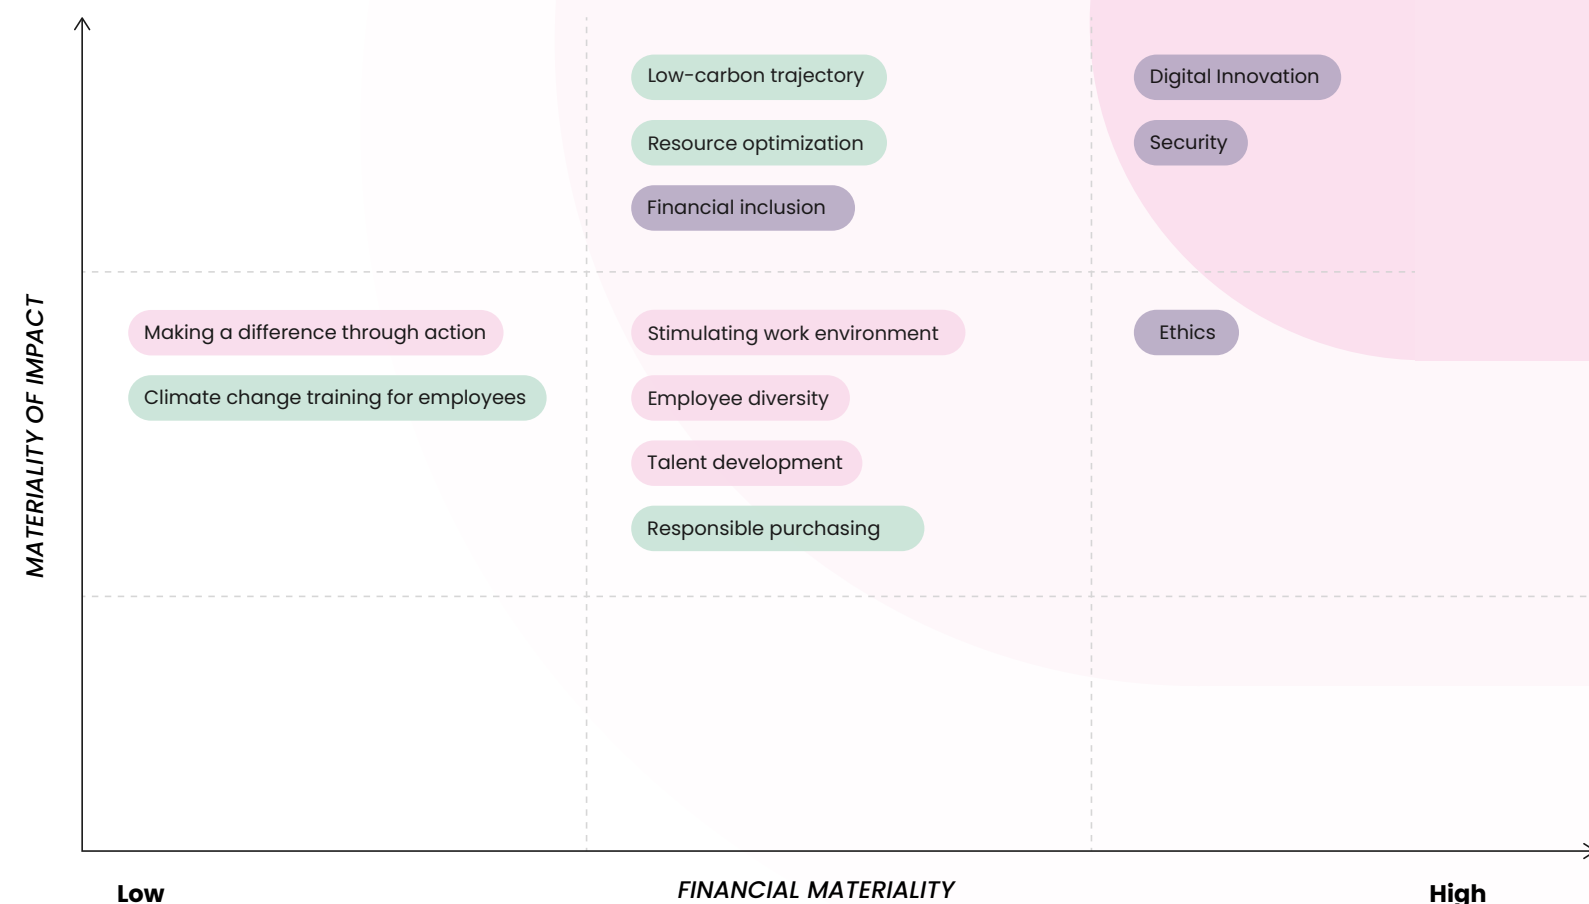 Low-carbon trajectory
Digital Innovation
Resource optimization
Security
Financial inclusion
MATERIALITY OF IMPACT
Making a difference through action
Stimulating work environment
Ethics
Climate change training for employees
Employee diversity
Talent development
Responsible purchasing
Low
FINANCIAL MATERIALITY
High